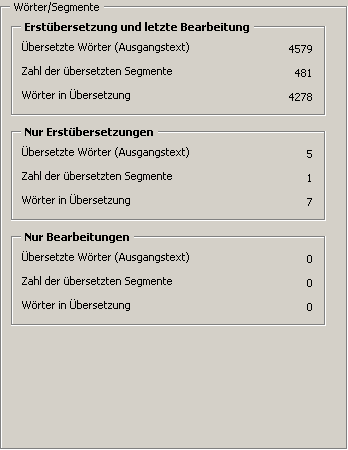 Wörter/Segmente
Erstübersetzung und letzte Bearbeitung
Übersetzte Wörter (Ausgangstext) 4579
Zahl der übersetzten Segmente 481
Wörter in Übersetzung 4278
Nur Erstübersetzungen
Übersetzte Wörter (Ausgangstext) 5
Zahl der übersetzten Segmente 1
Wörter in Übersetzung 7
Nur Bearbeitungen
Übersetzte Wörter (Ausgangstext) 0
Zahl der übersetzten Segmente 0
Wörter in Übersetzung 0